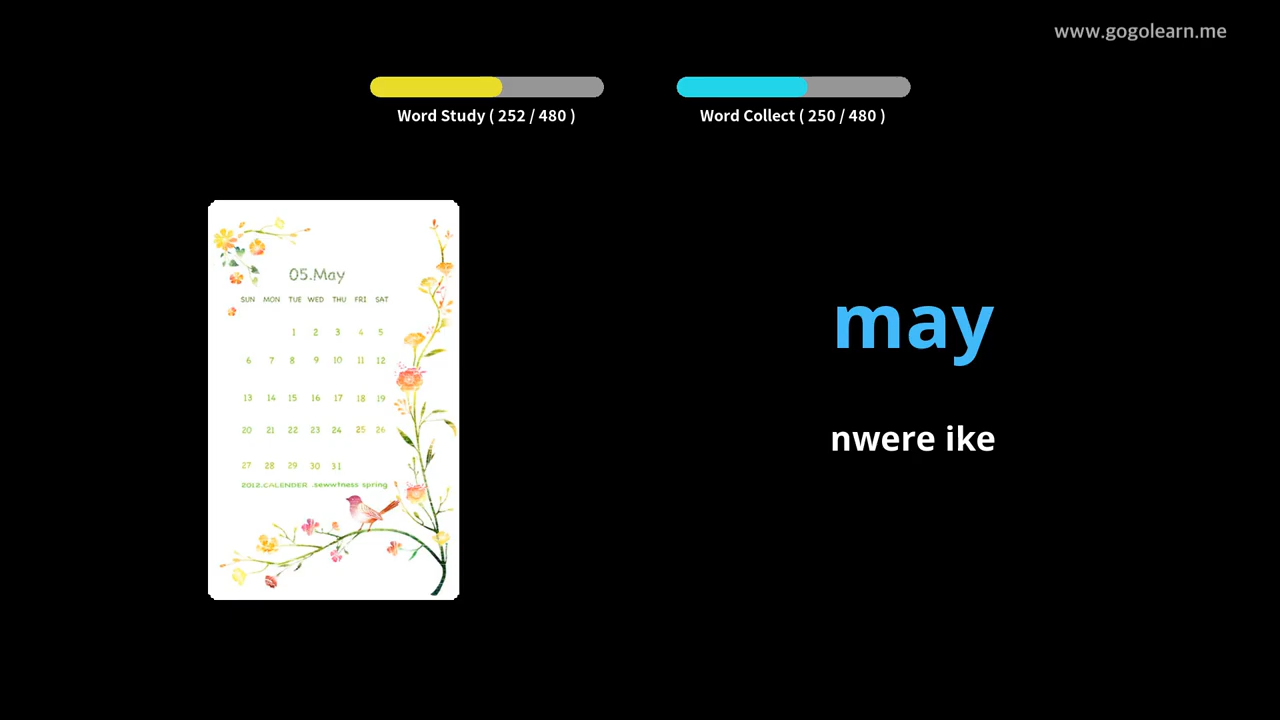 www.gogolearn.me
Word Study ( 252 / 480 )
Word Collect ( 250 / 480 )
05.May
SUN MON TUE WED THU FRI SAT
1 2 3 4 5
6 7 8 9 10 11 12
13 14 15 16 17 18 19
20 21 22 23 24 25 26
27 28 29 30 31
2012.CALENDER .sewwtness spring
may
nwere ike